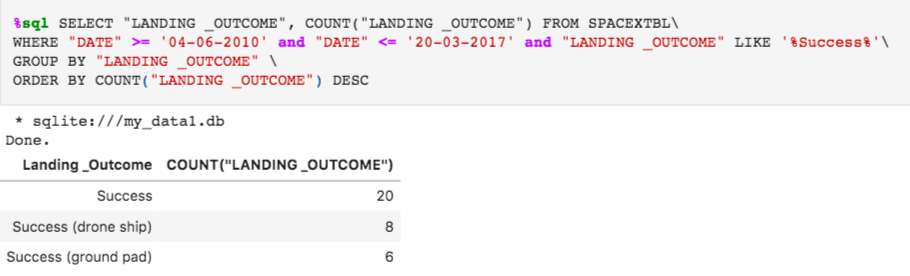 %sql SELECT "LANDING _OUTCOME", COUNT("LANDING _OUTCOME") FROM SPACEXTBL\
WHERE "DATE" >= '04-06-2010' and "DATE" <= '20-03-2017' and "LANDING _OUTCOME" LIKE '%Success%'\
GROUP BY "LANDING _OUTCOME" \
ORDER BY COUNT("LANDING _OUTCOME") DESC
* sqlite:///my_data1.db
Done.
Landing _Outcome COUNT("LANDING _OUTCOME")
Success 20
Success (drone ship) 8
Success (ground pad) 6